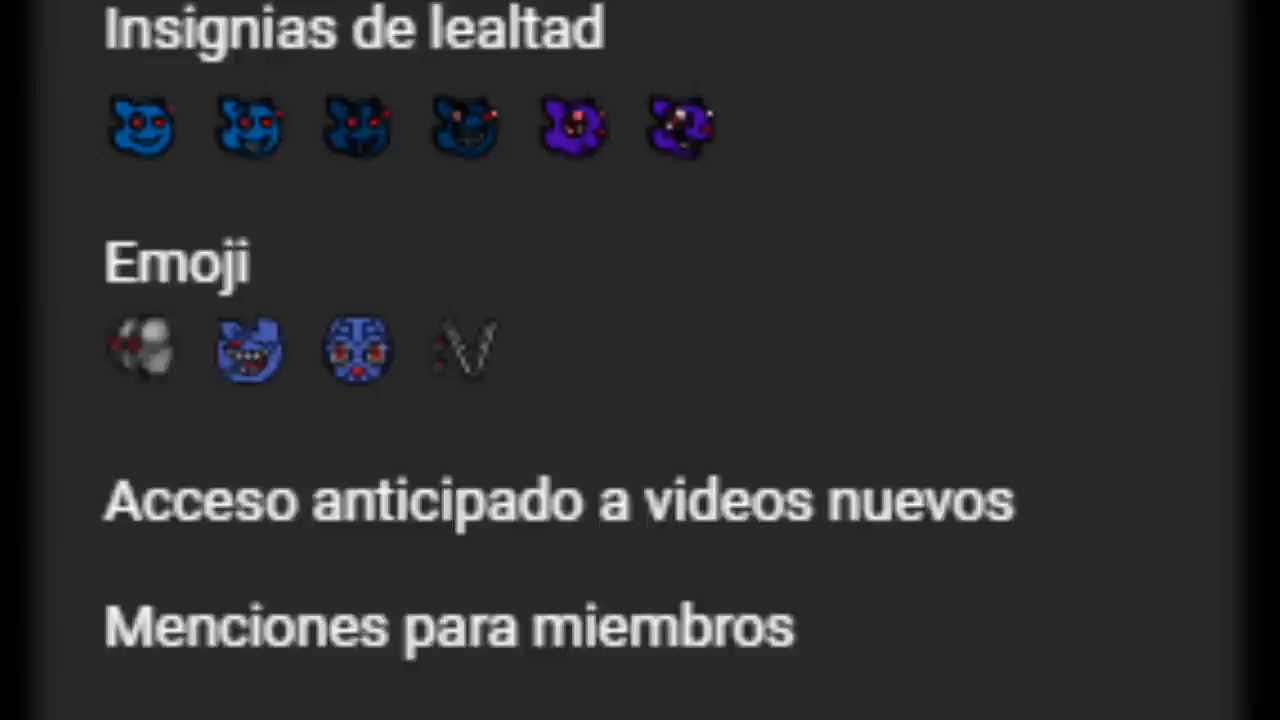 Insignias de lealtad
Emoji
Acceso anticipado a videos nuevos
Menciones para miembros